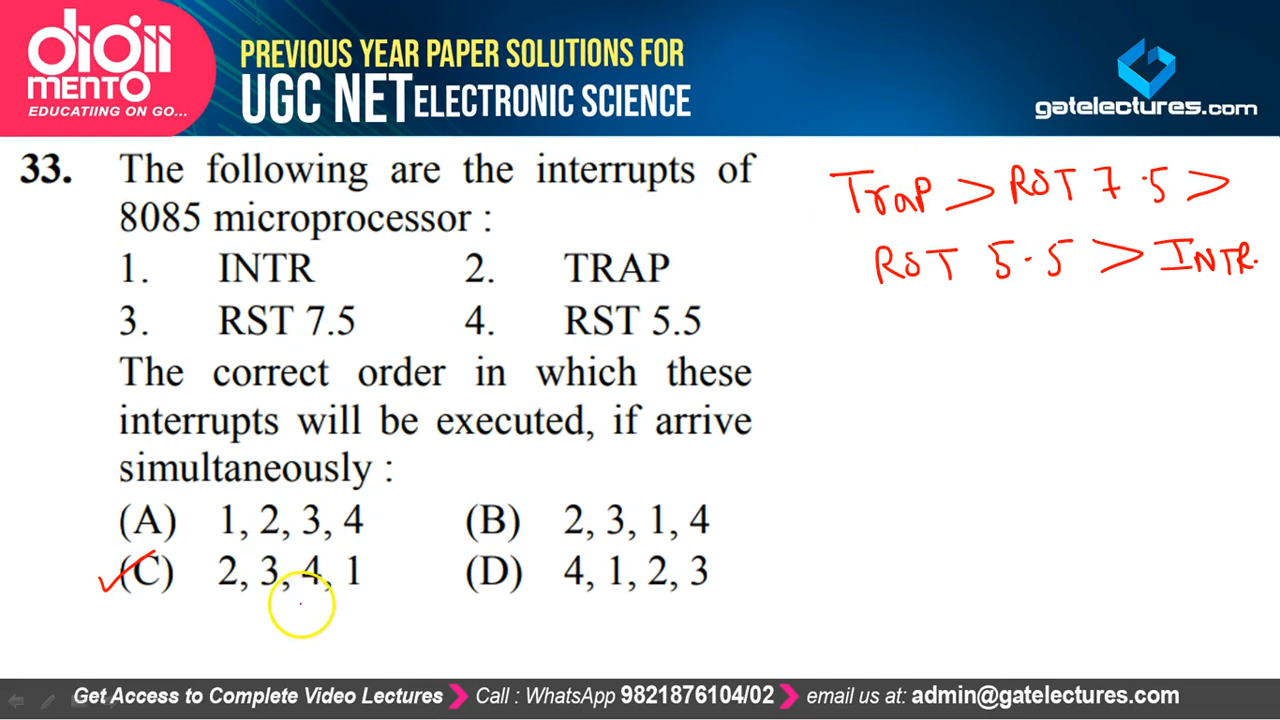 dioii
MENTO
EDUCATIING ON GO...
PREVIOUS YEAR PAPER SOLUTIONS FOR
UGC NET ELECTRONIC SCIENCE
gatelectures.com
33. The following are the interrupts of
8085 microprocessor :
1. INTR 2. TRAP
3. RST 7.5 4. RST 5.5
The correct order in which these
interrupts will be executed, if arrive
simultaneously :
(A) 1, 2, 3, 4 (B) 2, 3, 1, 4
(C) 2, 3, 4, 1 (D) 4, 1, 2, 3
Trap > RST 7.5 >
RST 5.5 > INTR.
Get Access to Complete Video Lectures Call : WhatsApp 9821876104/02 email us at: admin@gatelectures.com